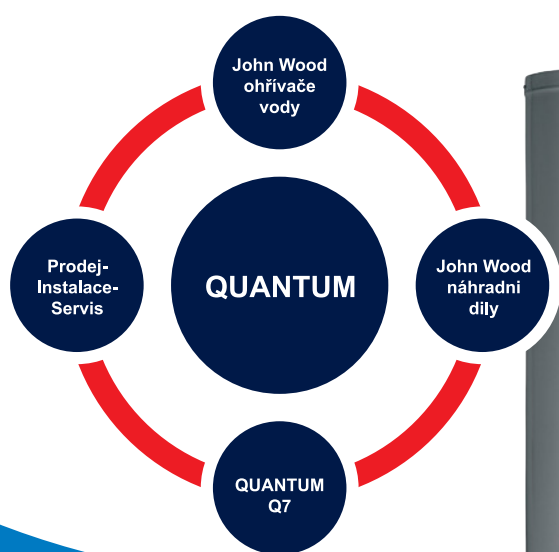 John Wood
ohřívače
vody
Prodej-
Instalace-
Servis
QUANTUM
John Wood
náhradni
dily
QUANTUM
Q7